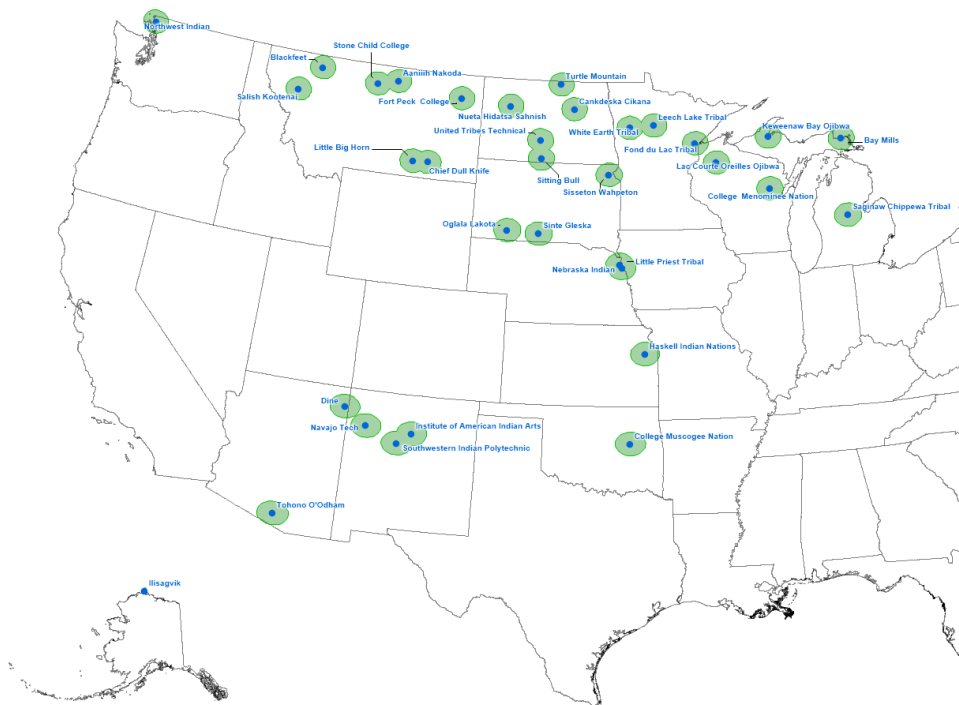 Northwest Indian
Stone Child College
Blackfeet
Aaniiih Nakoda
Turtle Mountain
Salish Kootenai
Fort Peck College
Cankdeska Cikana
Nueta Hidatsa Sahnish
Leech Lake Tribal
United Tribes Technical
White Earth Tribal
Keweenaw Bay Ojibwa
Bay Mills
Fond du Lac Tribal
Little Big Horn
Chief Dull Knife
Sitting Bull
Lac Courte Oreilles Ojibwa
Sisseton Wahpeton
College Menominee Nation
Saginaw Chippewa Tribal
Oglala Lakota
Sinte Gleska
Little Priest Tribal
Nebraska Indian
Haskell Indian Nations
Dine
Navajo Tech
Institute of American Indian Arts
Southwestern Indian Polytechnic
College Muscogee Nation
Tohono O'Odham
Ilisagvik